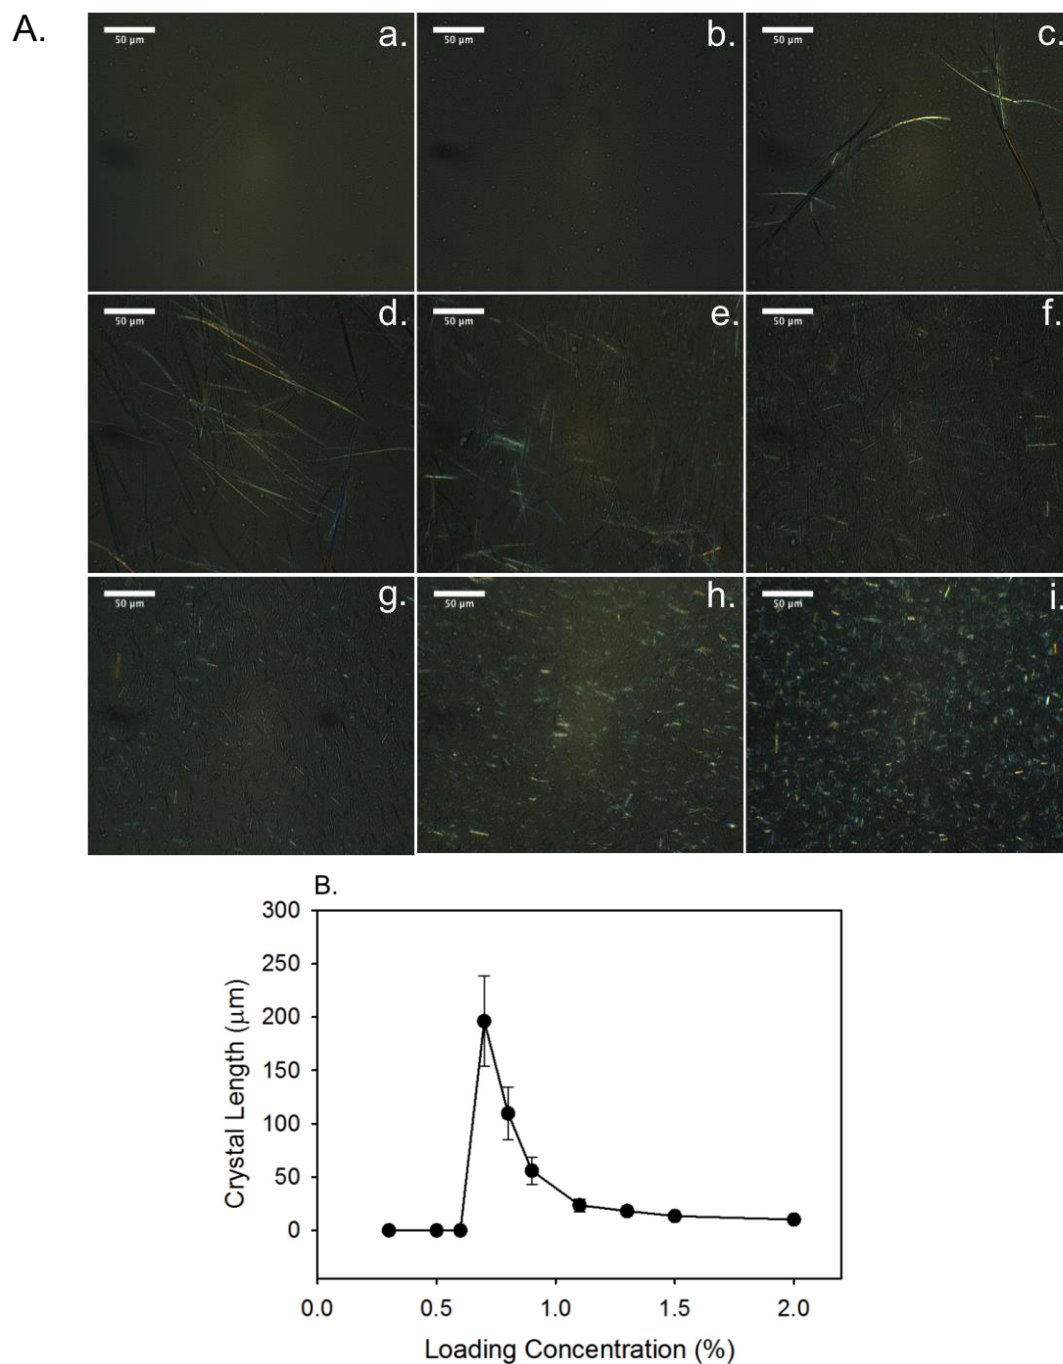 A.
50 µm a. 50 µm b. 50 µm c.
50 µm d. 50 µm e. 50 µm f.
50 µm g. 50 µm h. 50 µm i.
B.
300
250
200
150
100
50
0
Crystal Length (µm)
0.0 0.5 1.0 1.5 2.0
Loading Concentration (%)